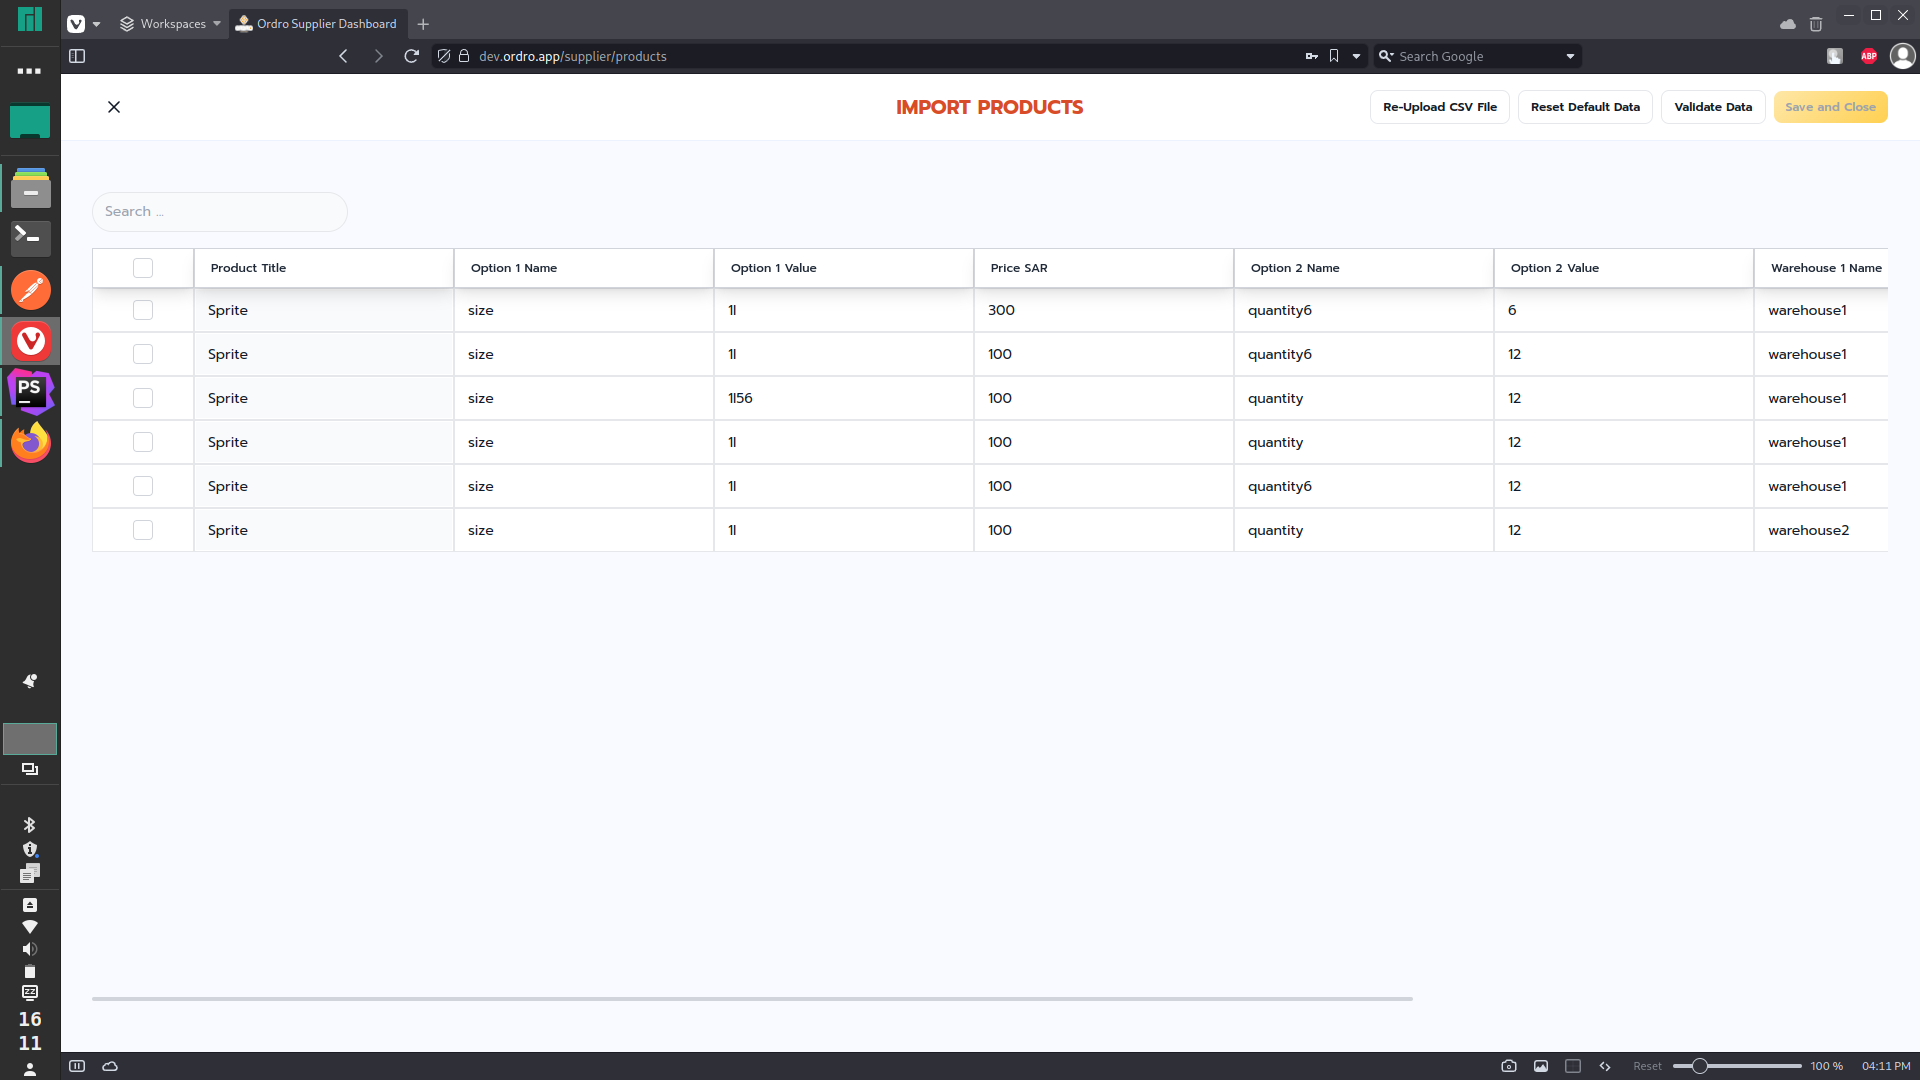 Workspaces
Ordro Supplier Dashboard
dev.ordro.app/supplier/products
Search Google
ABP
IMPORT PRODUCTS
Re-Upload CSV File
Reset Default Data
Validate Data
Save and Close
Search ...
Product Title Option 1 Name Option 1 Value Price SAR Option 2 Name Option 2 Value Warehouse 1 Name
Sprite size 1l 300 quantity6 6 warehouse1
Sprite size 1l 100 quantity6 12 warehouse1
Sprite size 1l56 100 quantity 12 warehouse1
Sprite size 1l 100 quantity 12 warehouse1
Sprite size 1l 100 quantity6 12 warehouse1
Sprite size 1l 100 quantity 12 warehouse2
PS
16
11
Reset
100 %
04:11 PM